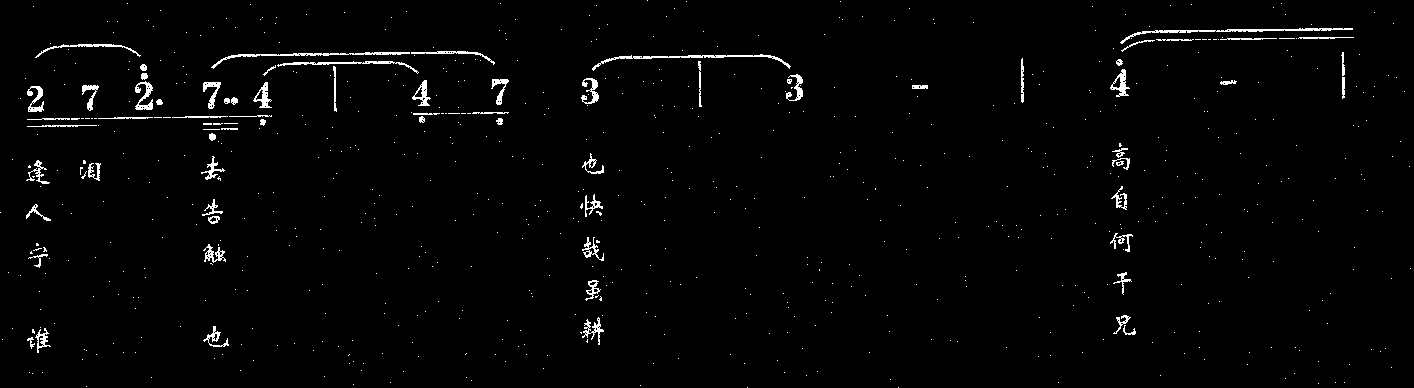 2 7 2. 7.. 4 | 4 7 3 | 3 - | 4 - |
逢 泪 去 也 高
人 告 快 自
宁 触 哉 何
虽 干
谁 也 耕 兄